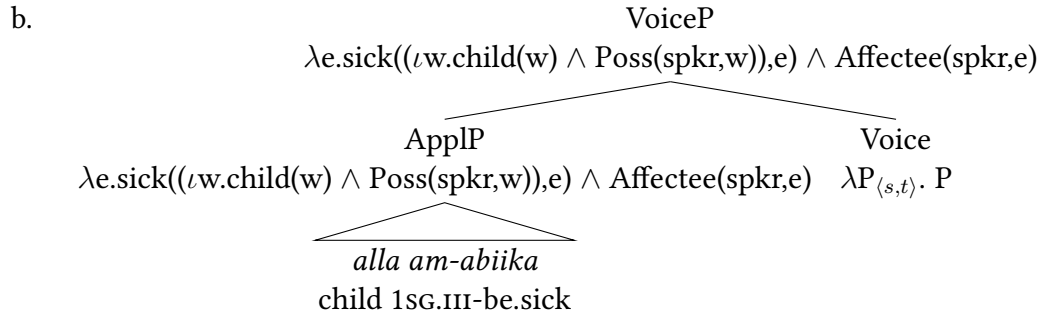 b.
VoiceP
λe.sick((ιw.child(w) ∧ Poss(spkr,w)),e) ∧ Affectee(spkr,e)
ApplP Voice
λe.sick((ιw.child(w) ∧ Poss(spkr,w)),e) ∧ Affectee(spkr,e) λP⟨s,t⟩. P
alla am-abiika
child 1SG.III-be.sick